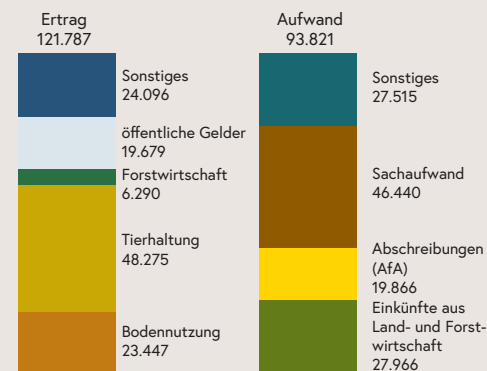 Ertrag
121.787
Sonstiges
24.096
öffentliche Gelder
19.679
Forstwirtschaft
6.290
Tierhaltung
48.275
Bodennutzung
23.447
Aufwand
93.821
Sonstiges
27.515
Sachaufwand
46.440
Abschreibungen
(AfA)
19.866
Einkünfte aus
Land- und Forst-
wirtschaft
27.966